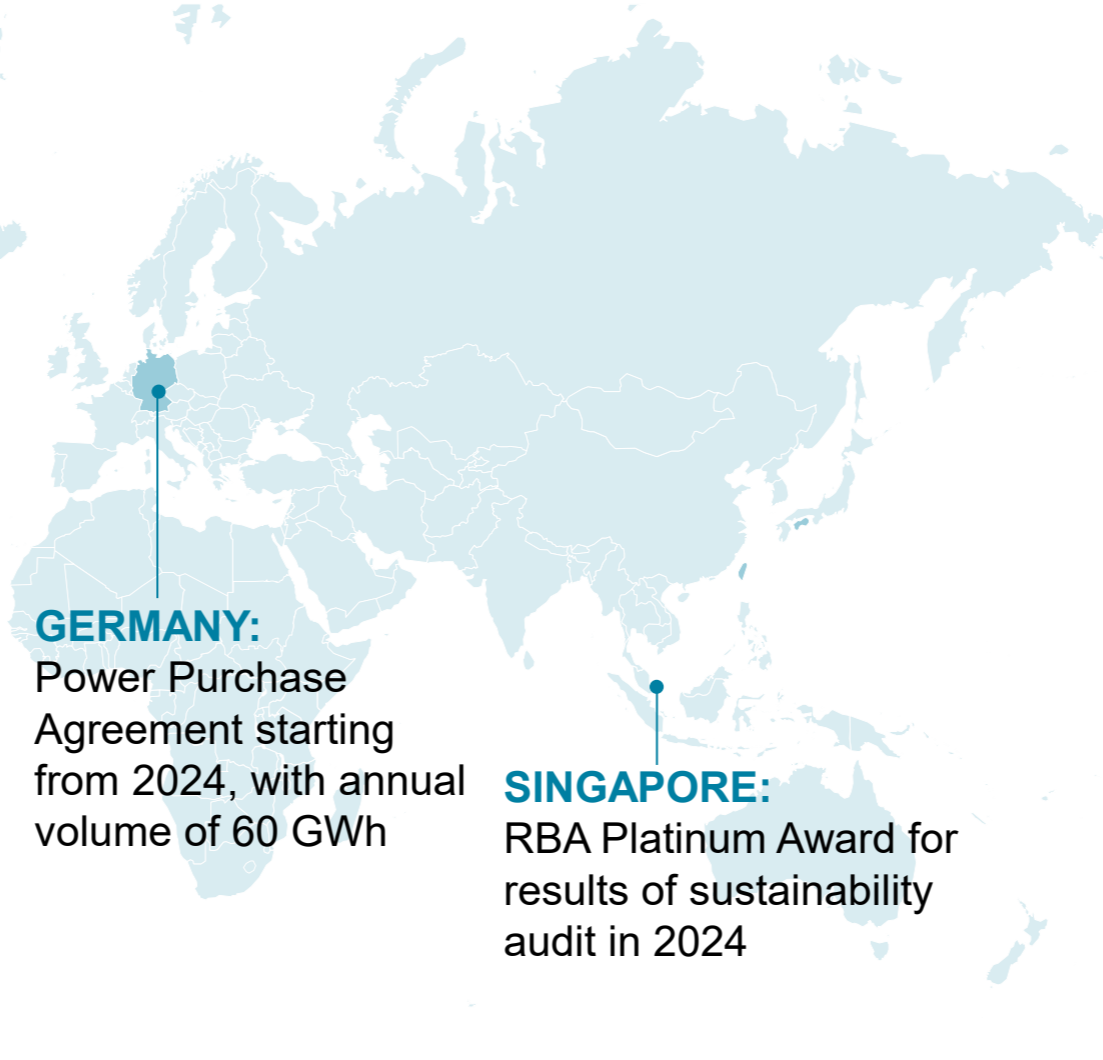 GERMANY:
Power Purchase
Agreement starting
from 2024, with annual
volume of 60 GWh
SINGAPORE:
RBA Platinum Award for
results of sustainability
audit in 2024